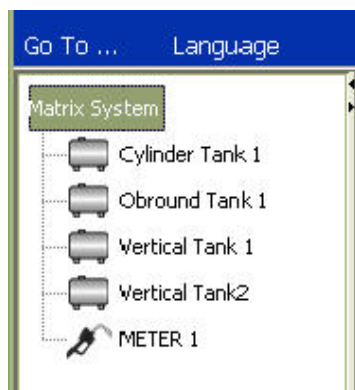 Go To ... Language
Matrix System
Cylinder Tank 1
Obround Tank 1
Vertical Tank 1
Vertical Tank2
METER 1